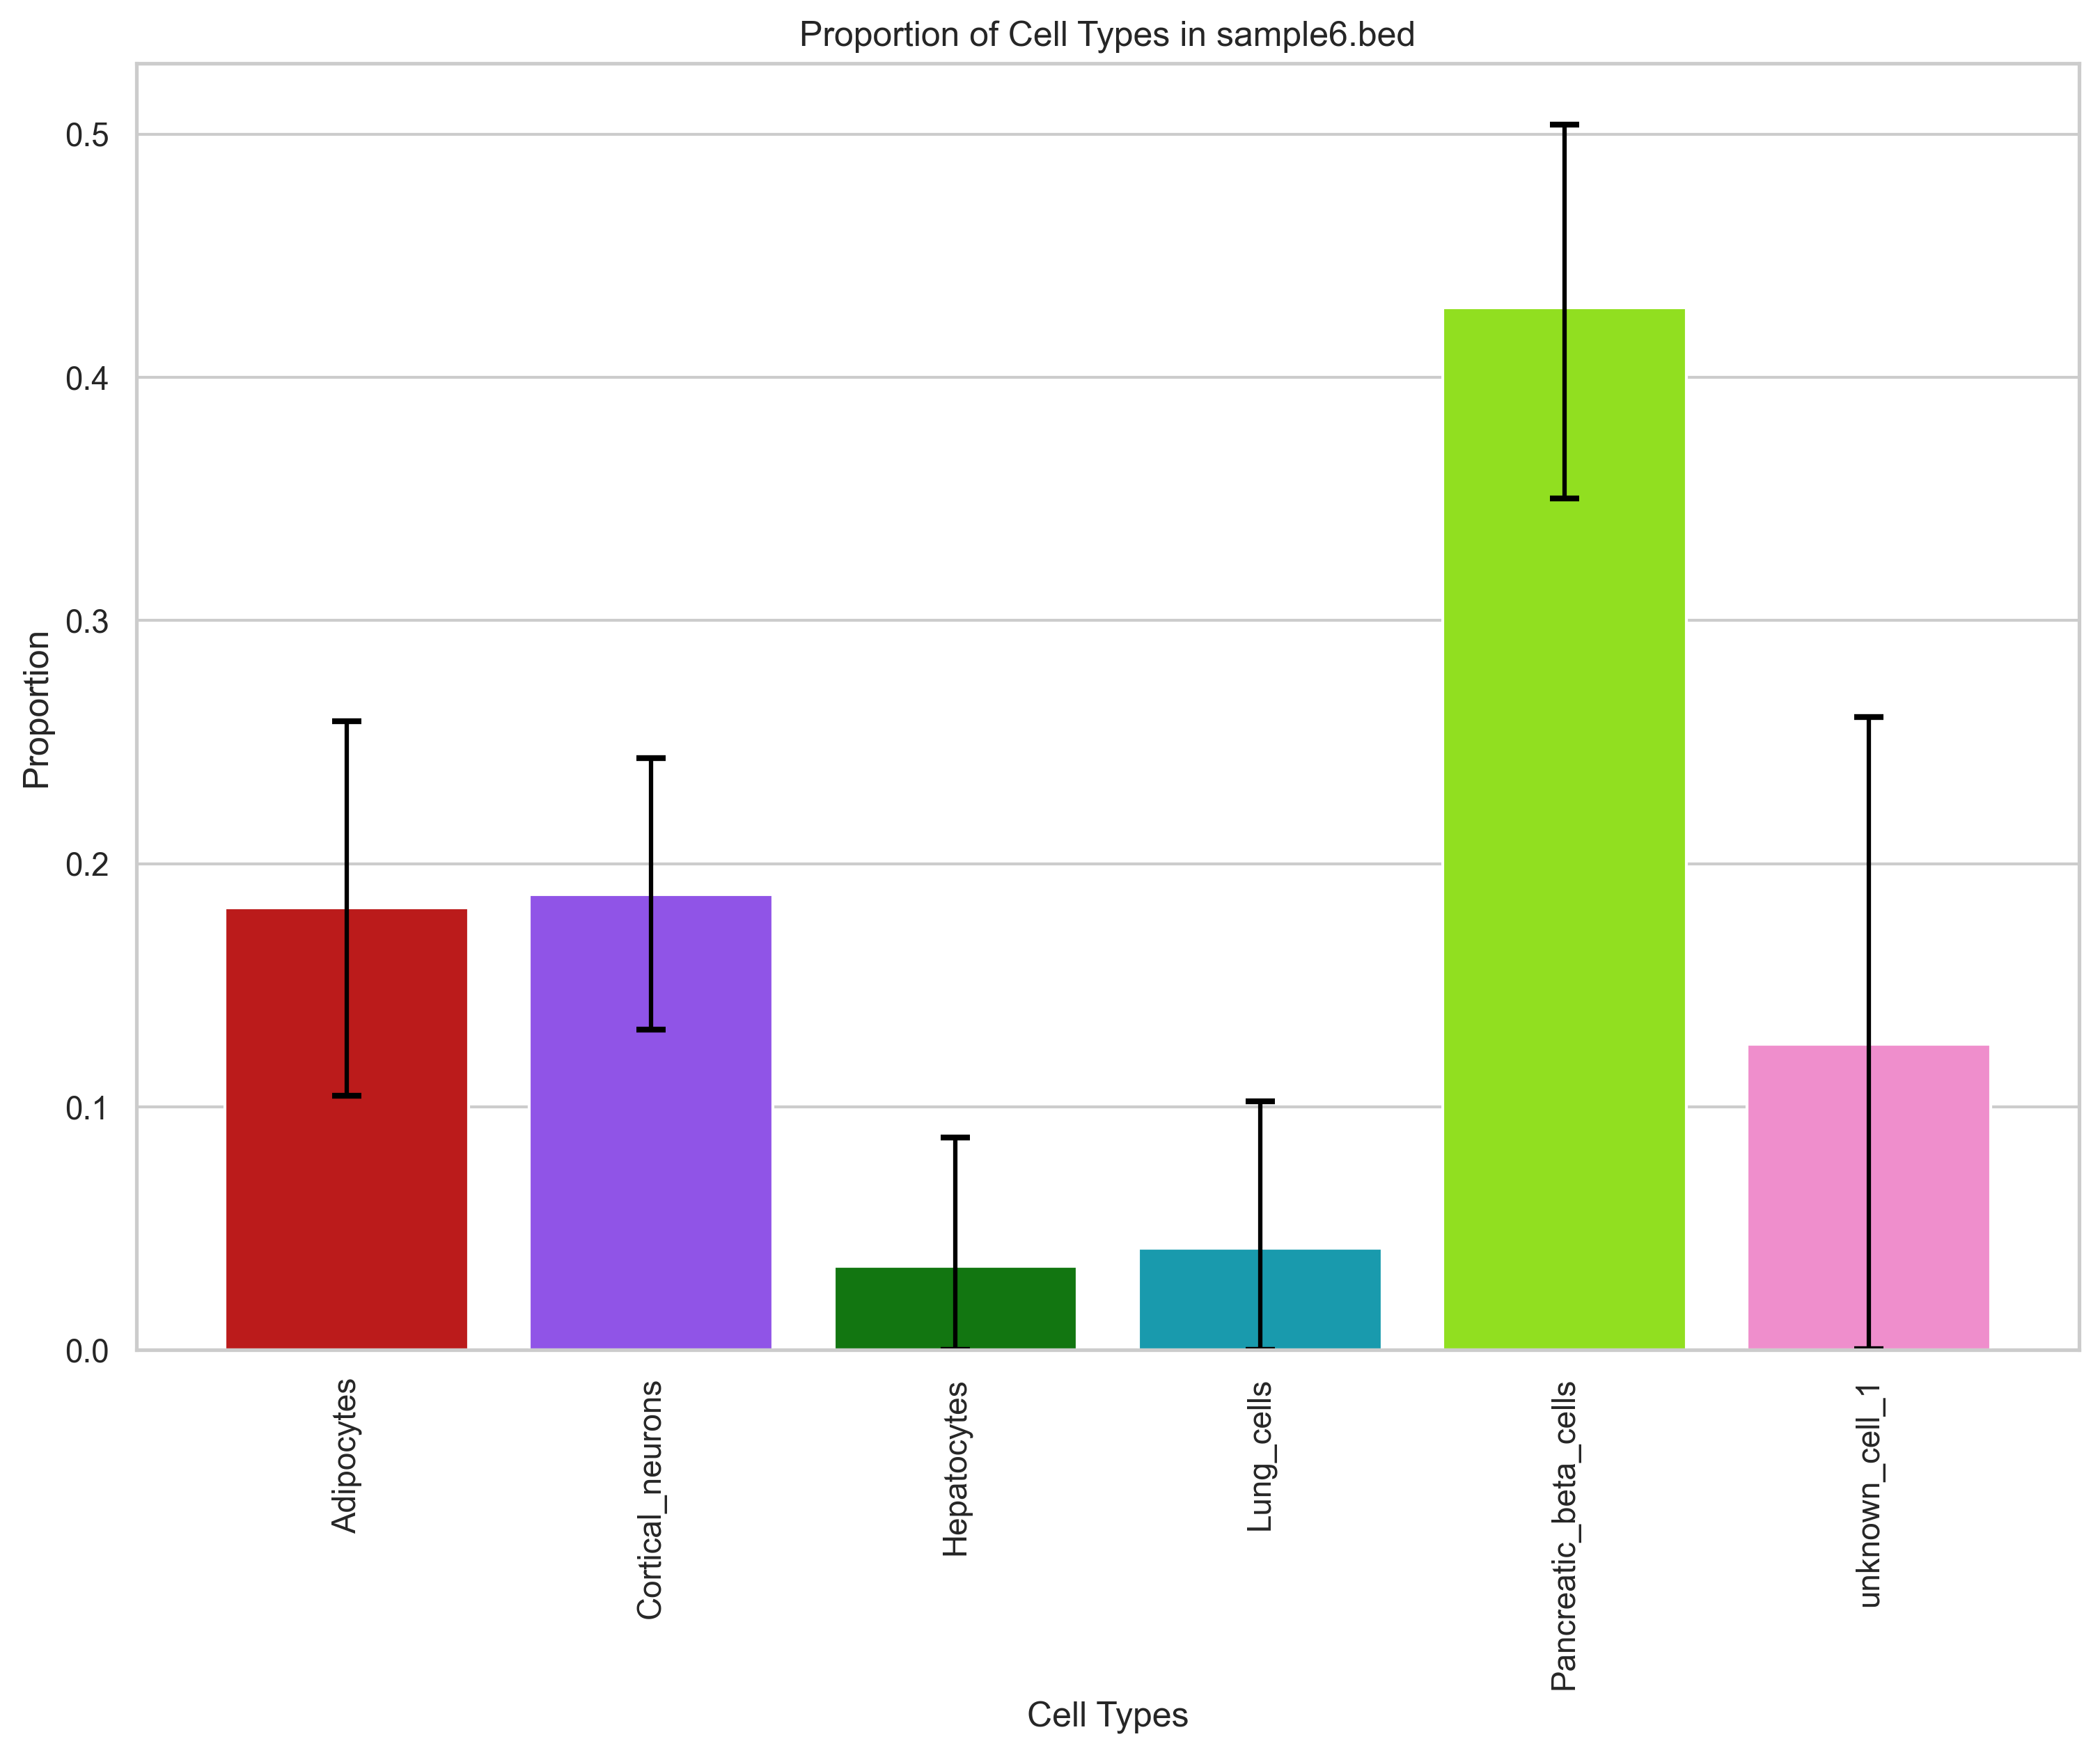 Proportion of Cell Types in sample6.bed
Proportion
0.5
0.4
0.3
0.2
0.1
0.0
Adipocytes
Cortical_neurons
Hepatocytes
Lung_cells
Pancreatic_beta_cells
unknown_cell_1
Cell Types